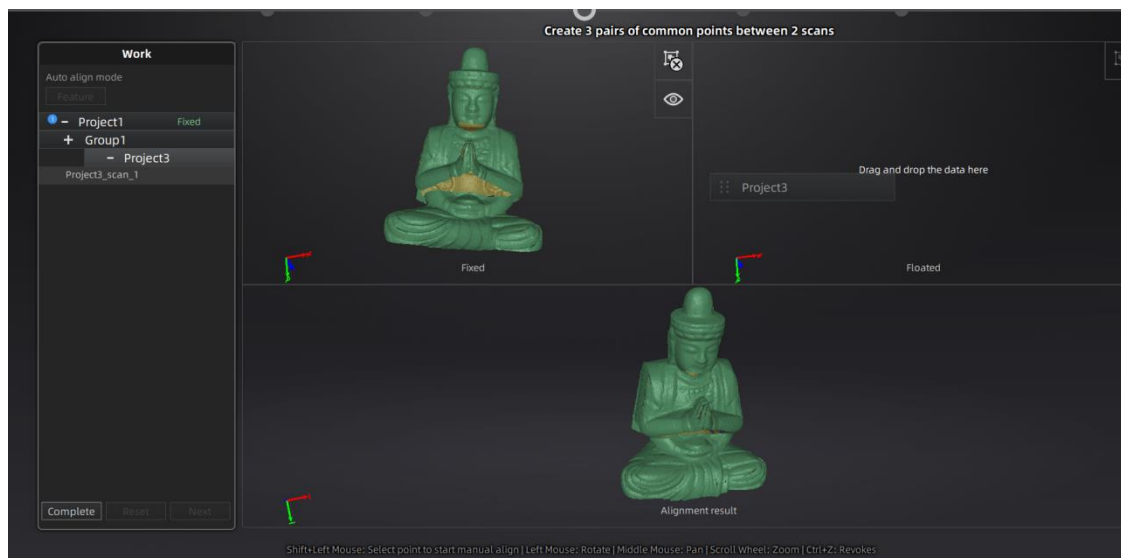 Create 3 pairs of common points between 2 scans
Work
Auto align mode
Feature
Project1 Fixed
Group1
Project3
Project3_scan_1
Complete Reset Next
Fixed
Drag and drop the data here
Project3
Floated
Alignment result
Shift+Left Mouse: Select point to start manual align | Left Mouse: Rotate | Middle Mouse: Pan | Scroll Wheel: Zoom | Ctrl+Z: Revokes